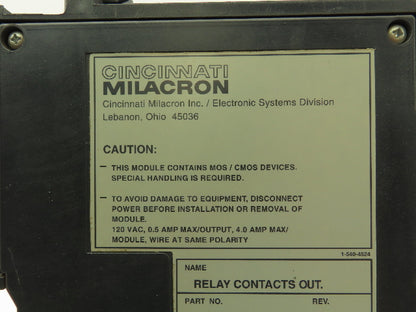 CINCINNATI
MILACRON
Cincinnati Milacron Inc. / Electronic Systems Division
Lebanon, Ohio 45036
CAUTION:
– THIS MODULE CONTAINS MOS / CMOS DEVICES.
SPECIAL HANDLING IS REQUIRED.
– TO AVOID DAMAGE TO EQUIPMENT, DISCONNECT
POWER BEFORE INSTALLATION OR REMOVAL OF
MODULE.
120 VAC, 0.5 AMP MAX/OUTPUT, 4.0 AMP MAX/
MODULE, WIRE AT SAME POLARITY
1-540-4524
NAME
RELAY CONTACTS OUT.
PART NO. REV.